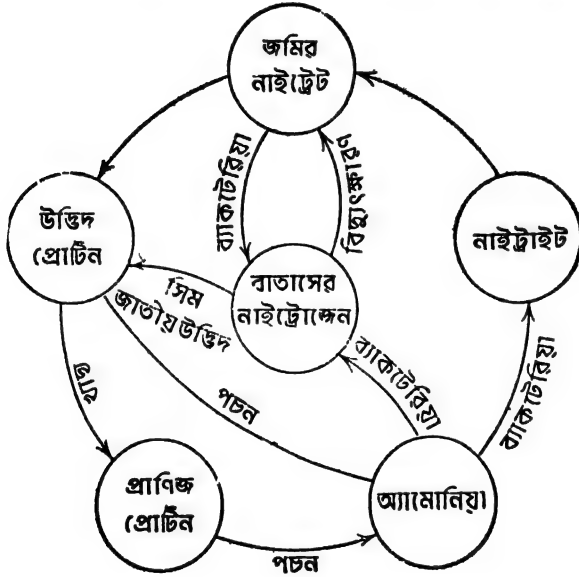 জমির
নাইট্রেট
ব্যাকটেরিয়া
বিদ্যুৎক্ষরণ
উদ্ভিদ
প্রোটিন
নাইট্রাইট
বাতাসের
নাইট্রোজেন
সিম
জাতীয় উদ্ভিদ
ব্যাকটেরিয়া
ব্যাকটেরিয়া
খাদ্য
পচন
প্রাণিজ
প্রোটিন
অ্যামোনিয়া
পচন